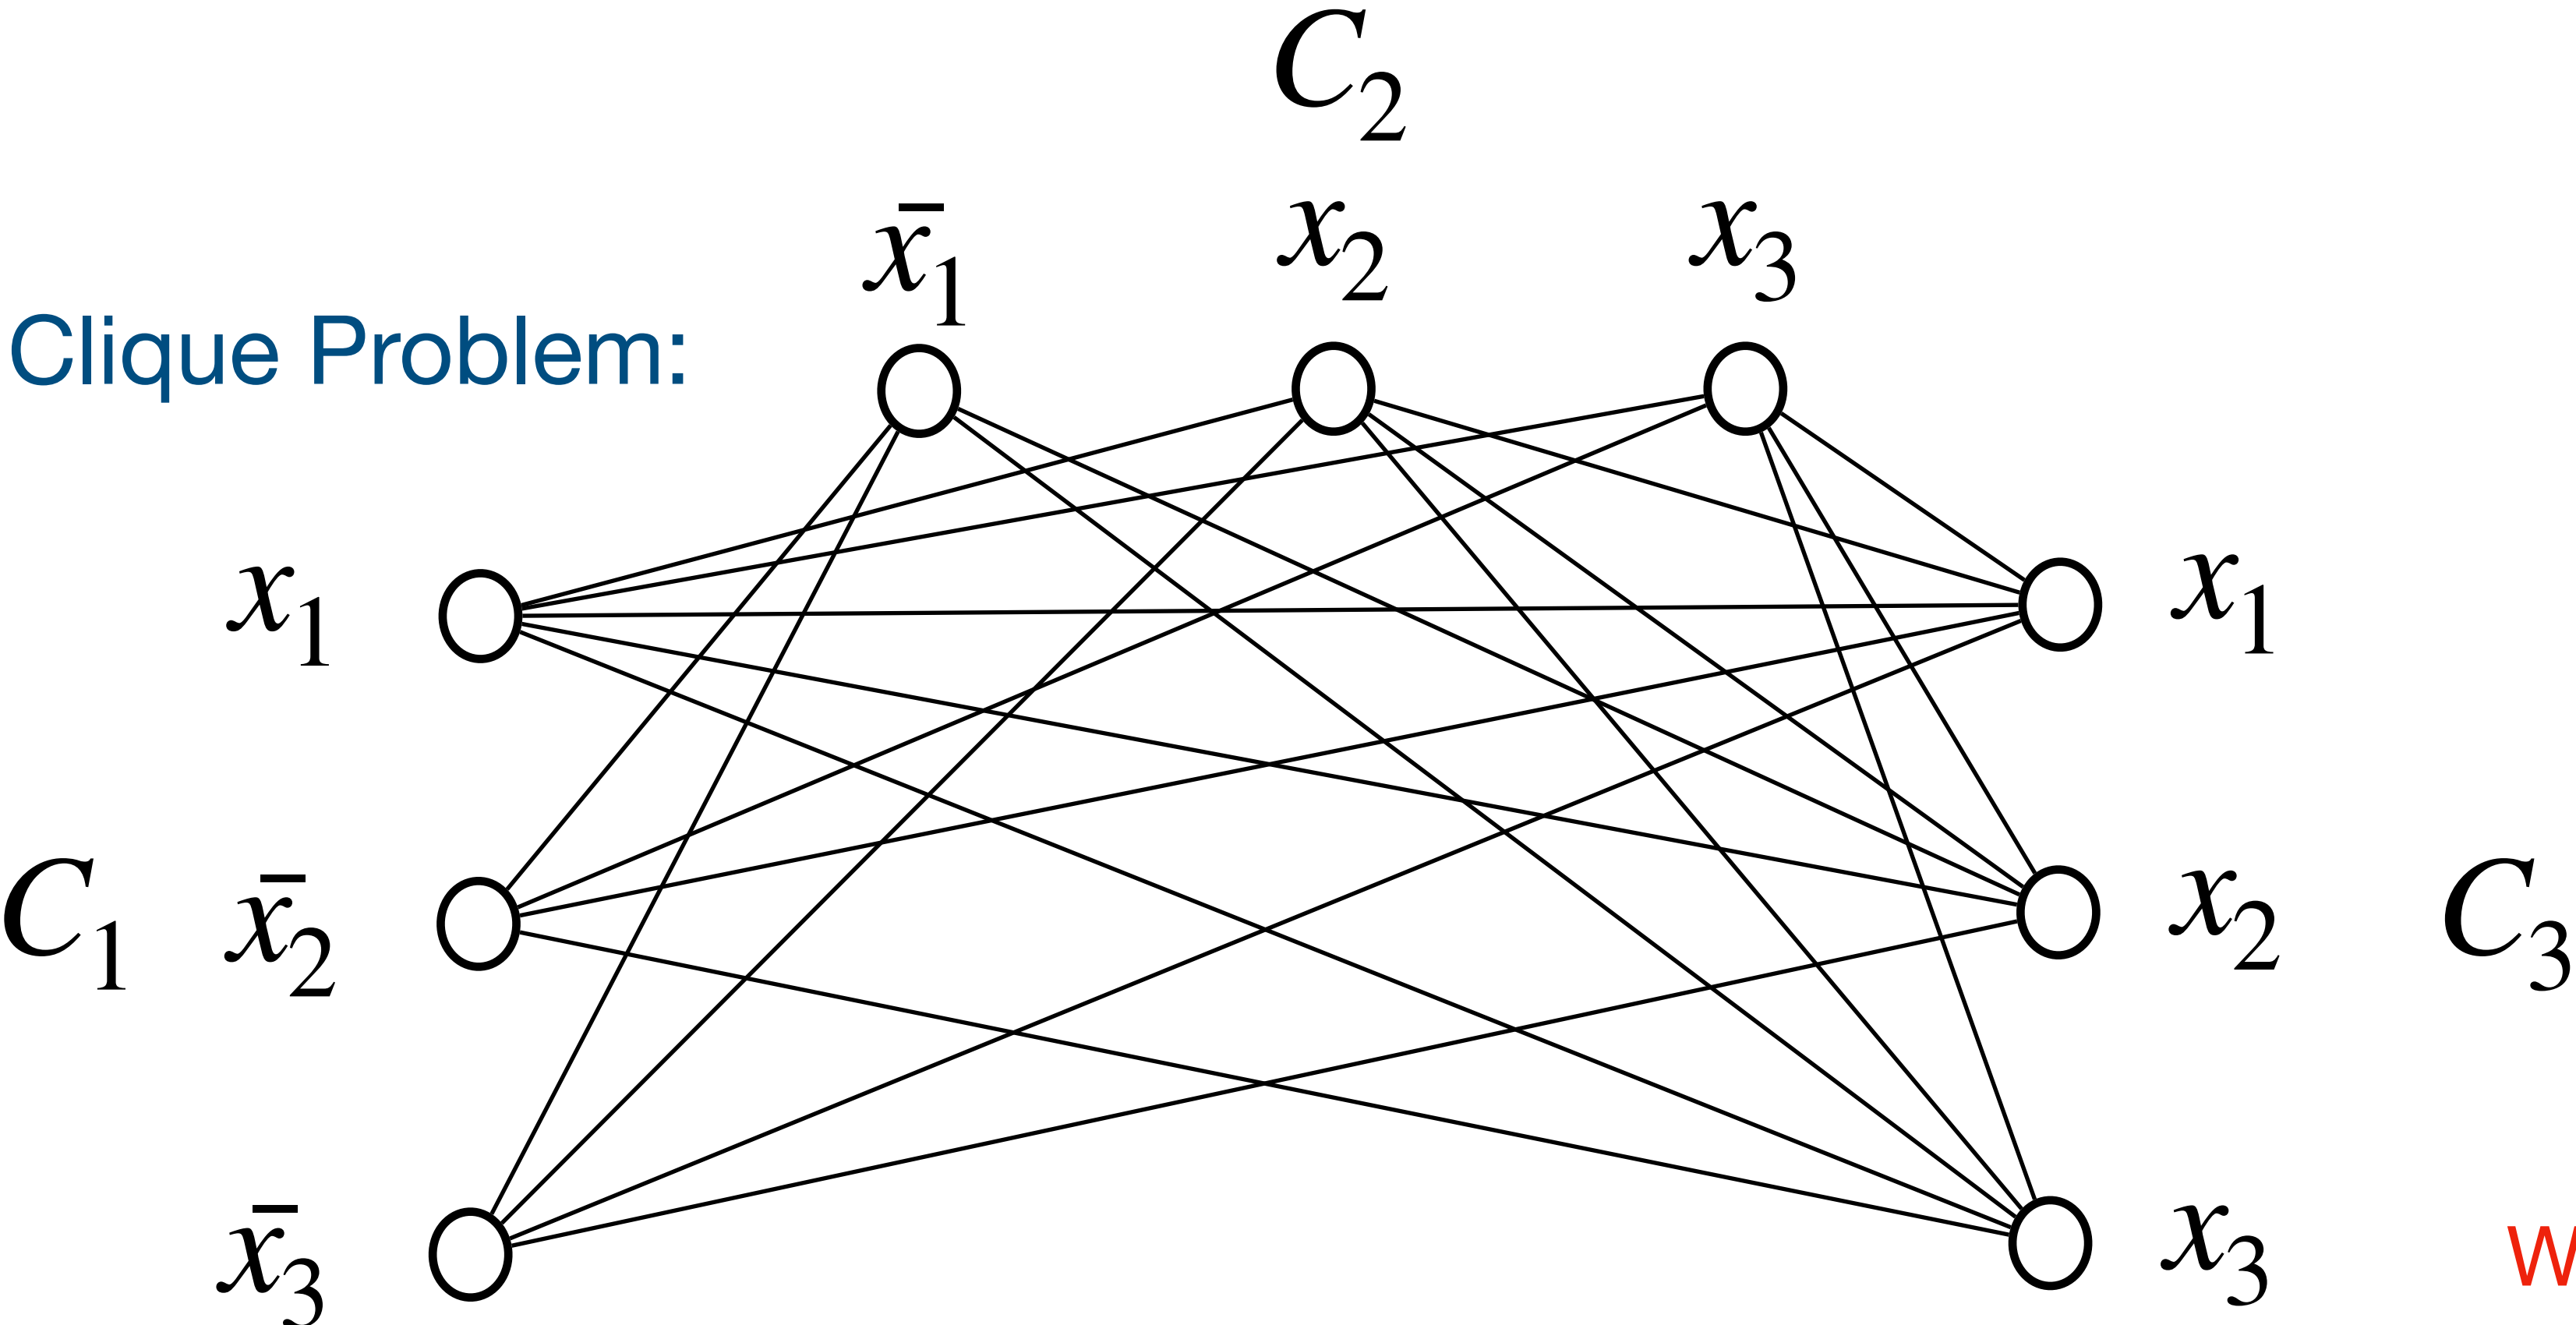 C₂
x̄₁ x₂ x₃
Clique Problem:
x₁ x₁
C₁ x̄₂ x₂ C₃
x̄₃ x₃
W